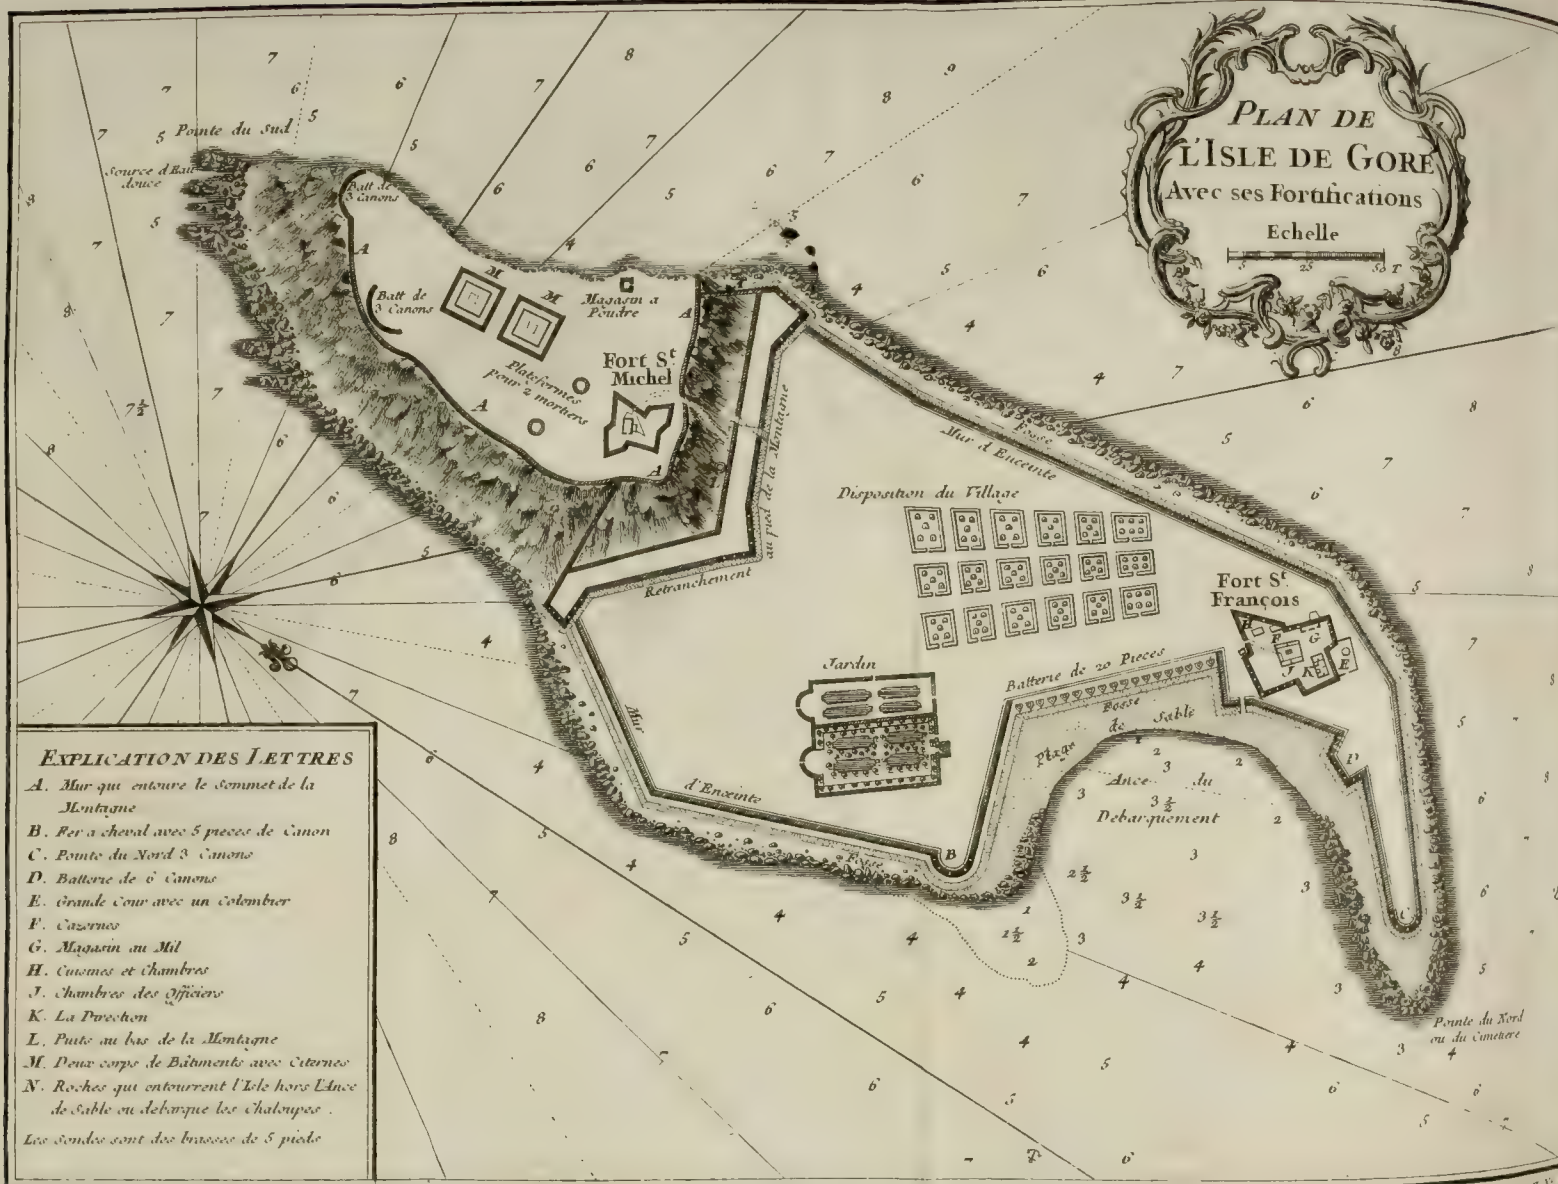 PLAN DE
L'ISLE DE GORE
Avec ses Fortifications
Echelle
5 25 50 T
Pointe du Sud
Source d'Eau
douce
Batt de
3 Canons
Batt de
3 Canons
A
A
A
A
M
M
Magasin a
Poudre
Plateformes
pour 2 mortiers
Fort St.
Michel
Retranchement
au pied de la Montagne
Fosse
Mur d'Enceinte
Disposition du Village
Fort St.
François
H
F
G
J
K
E
Jardin
Batterie de 20 Pieces
Fosse
Plage de Sable
Ance du
Debarquement
Mur
d'Enceinte
Fosse
B
D
C
Pointe du Nord
ou du Cimetiere
EXPLICATION DES LETTRES
A. Mur qui entoure le Sommet de la
Montagne
B. Fer a cheval avec 5 pieces de Canon
C. Pointe du Nord 3 Canons
D. Batterie de 6 Canons
E. Grande Cour avec un Colombier
F. Cazernes
G. Magasin au Mil
H. Cuisines et Chambres
J. Chambres des Officiers
K. La Direction
L. Puits au bas de la Montagne
M. Deux corps de Bâtiments avec Citernes
N. Roches qui entourrent l'Isle hors l'Ance
de Sable ou debarque les Chaloupes.
Les Sondes sont des brasses de 5 pieds